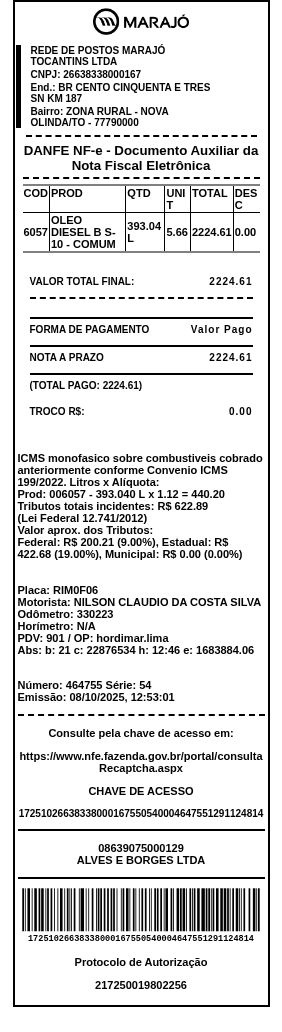 MARAJÓ
REDE DE POSTOS MARAJÓ
TOCANTINS LTDA
CNPJ: 26638338000167
End.: BR CENTO CINQUENTA E TRES
SN KM 187
Bairro: ZONA RURAL - NOVA
OLINDA/TO - 77790000
DANFE NF-e - Documento Auxiliar da
Nota Fiscal Eletrônica
COD PROD QTD UNI T TOTAL DES C
6057 OLEO DIESEL B S-10 - COMUM 393.04 L 5.66 2224.61 0.00
VALOR TOTAL FINAL: 2224.61
FORMA DE PAGAMENTO Valor Pago
NOTA A PRAZO 2224.61
(TOTAL PAGO: 2224.61)
TROCO R$: 0.00
ICMS monofasico sobre combustiveis cobrado
anteriormente conforme Convenio ICMS
199/2022. Litros x Alíquota:
Prod: 006057 - 393.040 L x 1.12 = 440.20
Tributos totais incidentes: R$ 622.89
(Lei Federal 12.741/2012)
Valor aprox. dos Tributos:
Federal: R$ 200.21 (9.00%), Estadual: R$
422.68 (19.00%), Municipal: R$ 0.00 (0.00%)
Placa: RIM0F06
Motorista: NILSON CLAUDIO DA COSTA SILVA
Odômetro: 330223
Horímetro: N/A
PDV: 901 / OP: hordimar.lima
Abs: b: 21 c: 22876534 h: 12:46 e: 1683884.06
Número: 464755 Série: 54
Emissão: 08/10/2025, 12:53:01
Consulte pela chave de acesso em:
https://www.nfe.fazenda.gov.br/portal/consulta
Recaptcha.aspx
CHAVE DE ACESSO
17251026638338000167550540004647551291124814
08639075000129
ALVES E BORGES LTDA
17251026638338000167550540004647551291124814
Protocolo de Autorização
217250019802256